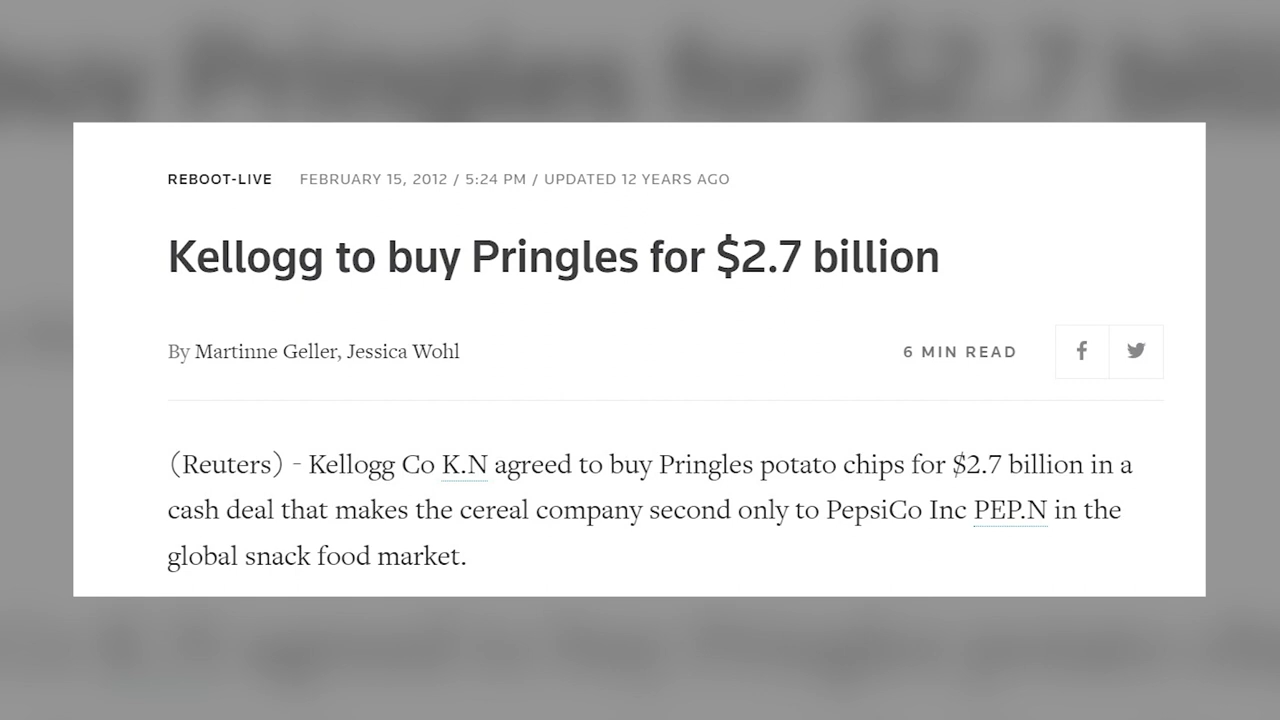 REBOOT-LIVE FEBRUARY 15, 2012 / 5:24 PM / UPDATED 12 YEARS AGO
Kellogg to buy Pringles for $2.7 billion
By Martinne Geller, Jessica Wohl 6 MIN READ
(Reuters) - Kellogg Co K.N agreed to buy Pringles potato chips for $2.7 billion in a
cash deal that makes the cereal company second only to PepsiCo Inc PEP.N in the
global snack food market.